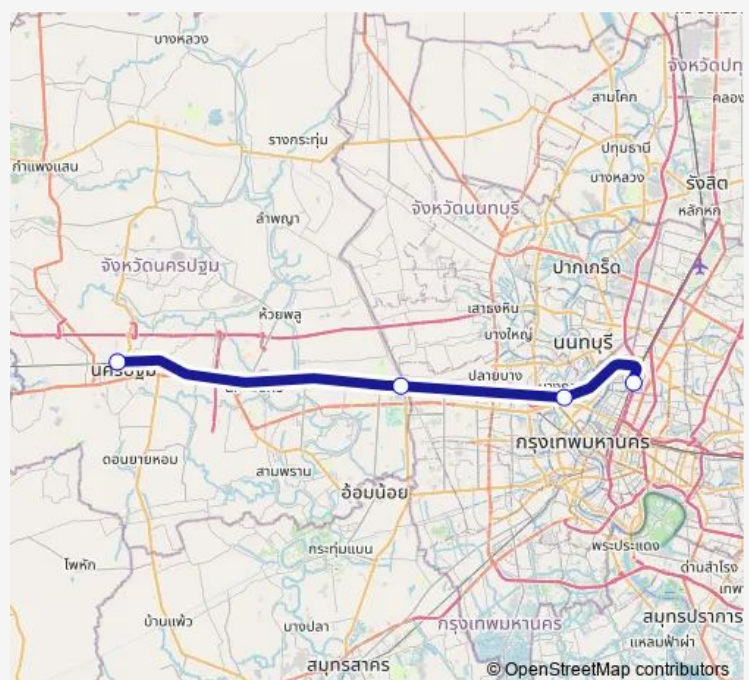 บางหลวง
จังหวัดปทุ
สามโคก
คลอง
รางกระทุ่ม
ปทุมธานี
กำแพงแสน
บางหลวง
รังสิต
ลำพญา
จังหวัดนนทบุรี
หลักหก
จังหวัดนครปฐม
ปากเกร็ด
ห้วยพลู
เสาธงหิน
บางใหญ่
นนทบุรี
นครปฐม
ปลายบาง
กรุงเทพมหานคร
ดอนยายหอม
สามพราน
อ้อมน้อย
กระทุ่มแบน
พระประแดง
โพหัก
ด่านสำโรง
เทพ
บ้านแพ้ว
บางปลา
กรุงเทพมหานคร
สมุทรปราการ
แหลมฟ้าผ่า
สมุทรสาคร
© OpenStreetMap contributors